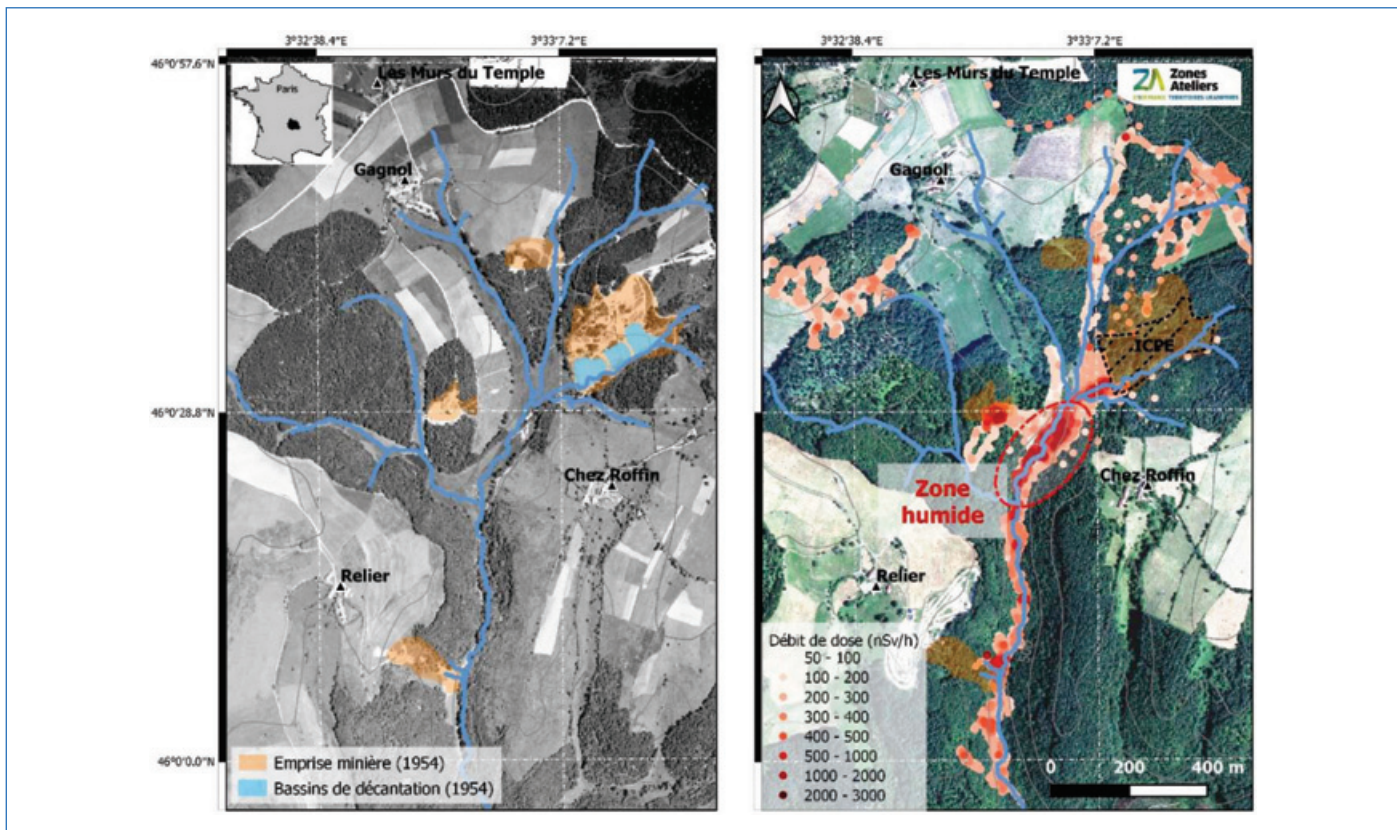 3°32'38.4"E
3°33'7.2"E
46°0'57.6"N
46°0'28.8"N
46°0'0.0"N
Paris
Les Murs du Temple
Gagnol
Chez Roffin
Relier
Emprise minière (1954)
Bassins de décantation (1954)
3°32'38.4"E
3°33'7.2"E
ZA Zones
Ateliers
Les Murs du Temple
Gagnol
ICPE
Chez Roffin
Zone
humide
Relier
Débit de dose (nSv/h)
50 - 100
100 - 200
200 - 300
300 - 400
400 - 500
500 - 1000
1000 - 2000
2000 - 3000
0 200 400 m